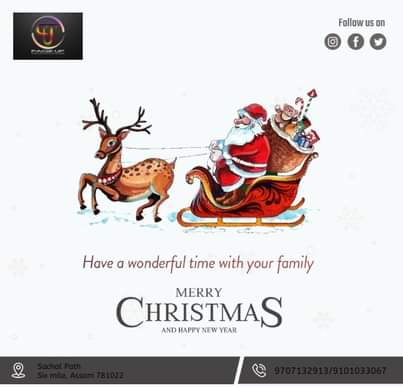 Follow us on
Have a wonderful time with your family
MERRY
CHRISTMAS
AND HAPPY NEW YEAR
Sachal Path
Six mile, Assam 781022
9707132913/9101033067